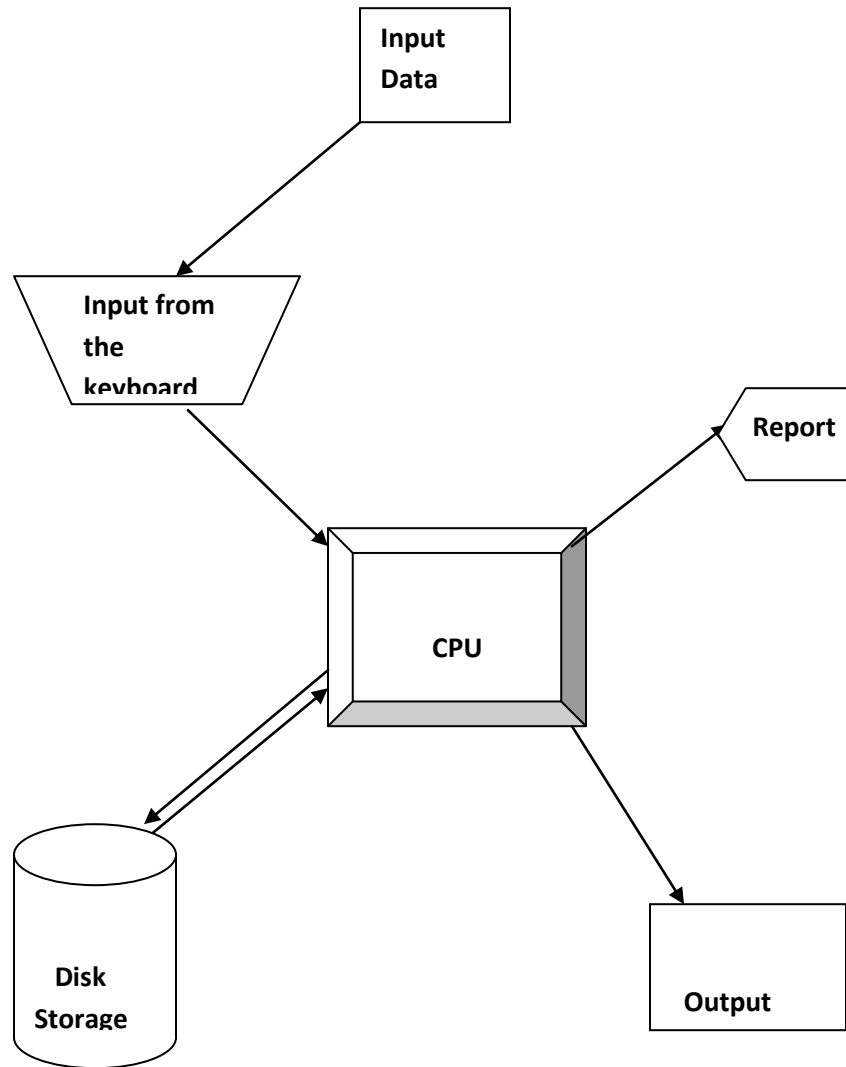 Input
Data
Input from
the
keyboard
Report
CPU
Disk
Storage
Output